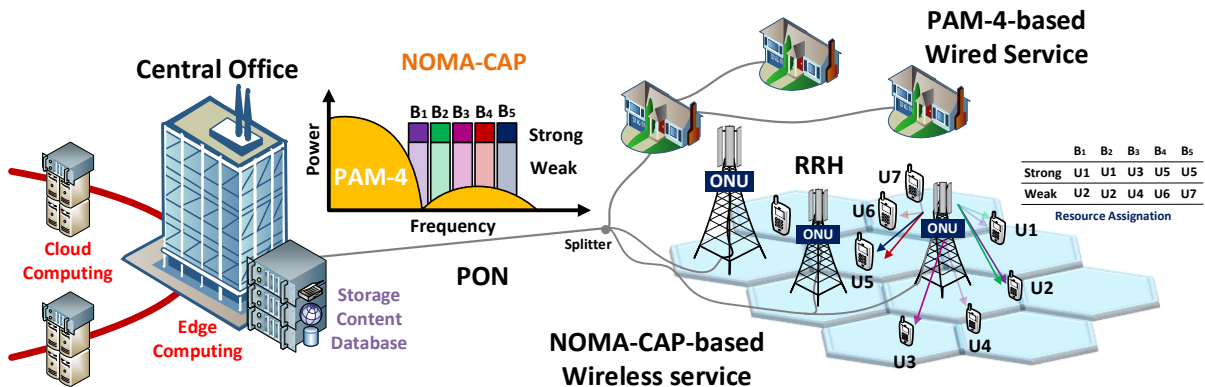 Central Office
NOMA-CAP
Power
PAM-4
B1 B2 B3 B4 B5
Strong
Weak
Frequency
Cloud
Computing
Edge
Computing
Storage
Content
Database
PON
Splitter
PAM-4-based
Wired Service
RRH
ONU
ONU
ONU
U7
U6
U5
U1
U2
U3
U4
B1 B2 B3 B4 B5
Strong U1 U1 U3 U5 U5
Weak U2 U2 U4 U6 U7
Resource Assignation
NOMA-CAP-based
Wireless service